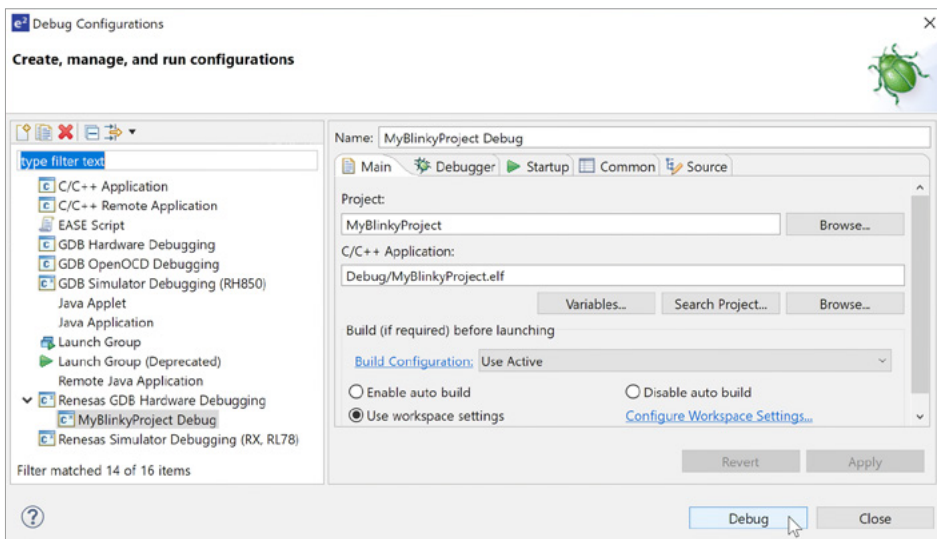 e² Debug Configurations
Create, manage, and run configurations
type filter text
C/C++ Application
C/C++ Remote Application
EASE Script
GDB Hardware Debugging
GDB OpenOCD Debugging
GDB Simulator Debugging (RH850)
Java Applet
Java Application
Launch Group
Launch Group (Deprecated)
Remote Java Application
Renesas GDB Hardware Debugging
MyBlinkyProject Debug
Renesas Simulator Debugging (RX, RL78)
Filter matched 14 of 16 items
Name: MyBlinkyProject Debug
Main Debugger Startup Common Source
Project:
MyBlinkyProject Browse...
C/C++ Application:
Debug/MyBlinkyProject.elf
Variables... Search Project... Browse...
Build (if required) before launching
Build Configuration: Use Active
Enable auto build Disable auto build
Use workspace settings Configure Workspace Settings...
Revert Apply
? Debug Close